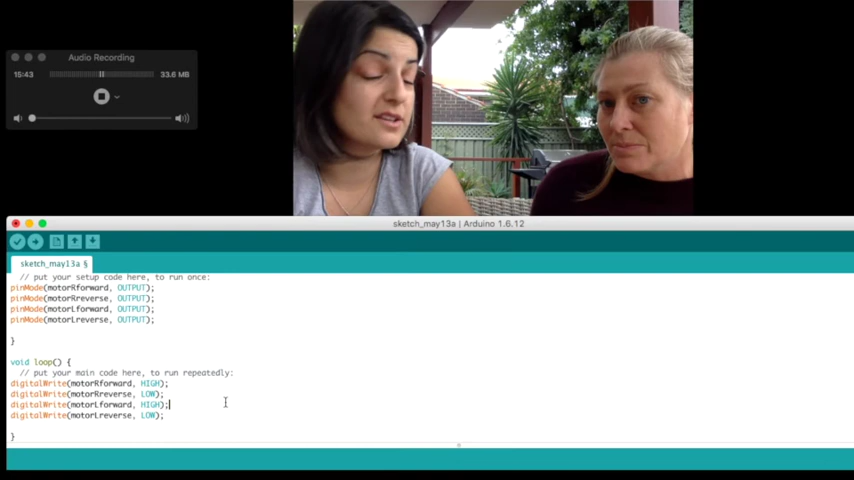 Audio Recording
15:43
33.6 MB
sketch_may13a | Arduino 1.6.12
sketch_may13a §
// put your setup code here, to run once:
pinMode(motorRforward, OUTPUT);
pinMode(motorRreverse, OUTPUT);
pinMode(motorLforward, OUTPUT);
pinMode(motorLreverse, OUTPUT);
}
void loop() {
// put your main code here, to run repeatedly:
digitalWrite(motorRforward, HIGH);
digitalWrite(motorRreverse, LOW);
digitalWrite(motorLforward, HIGH);
digitalWrite(motorLreverse, LOW);
}